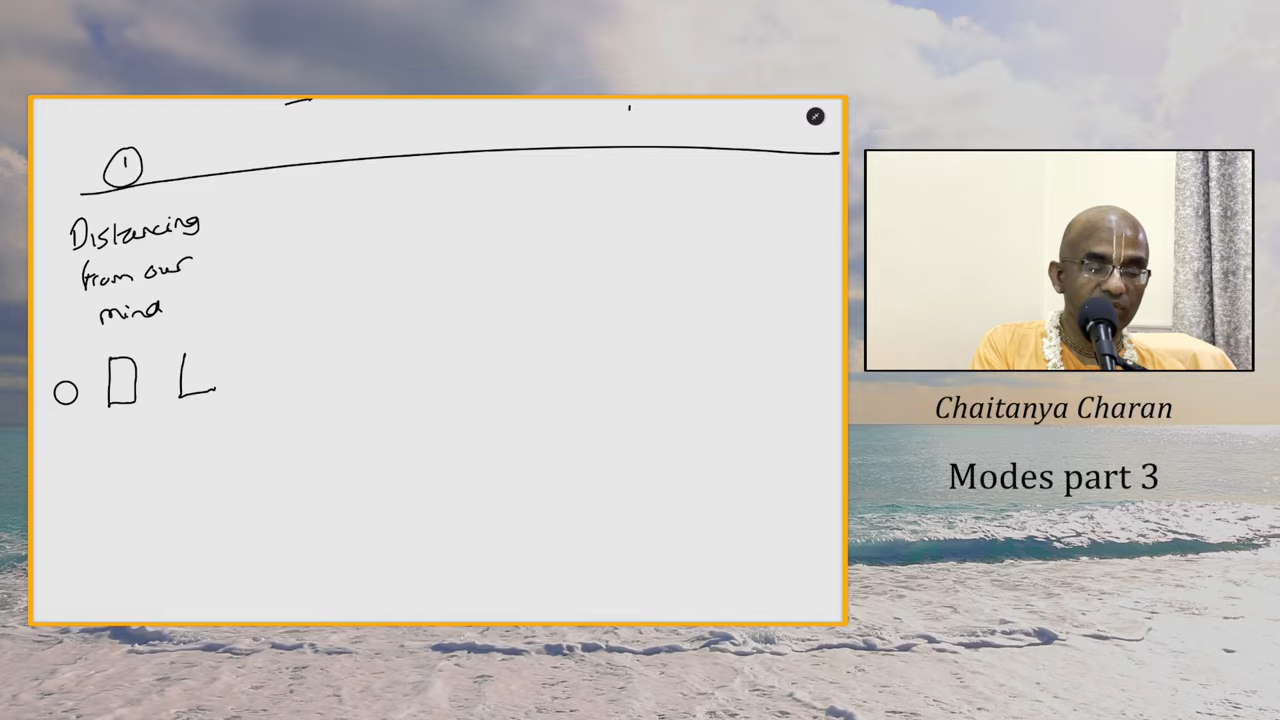 1
Distancing
from our
mind
Chaitanya Charan
Modes part 3